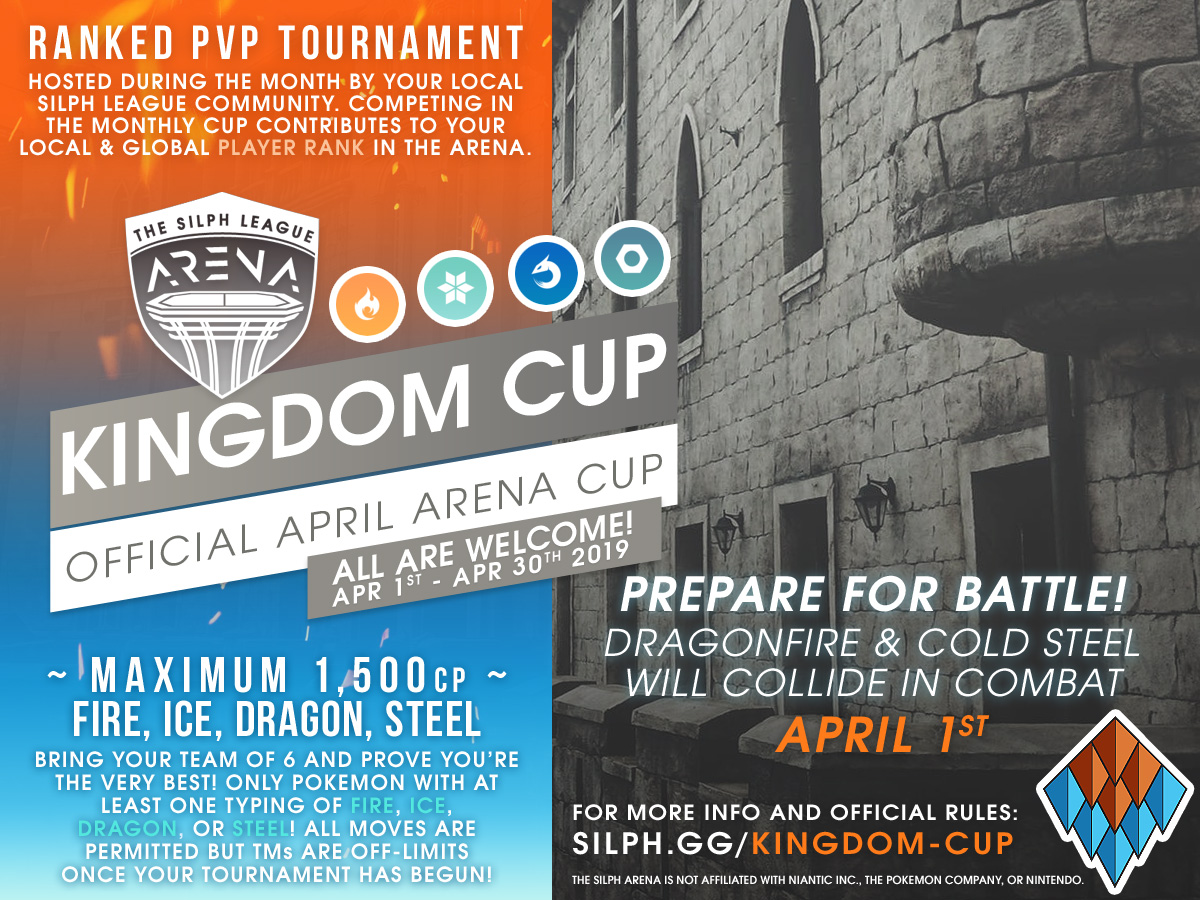 RANKED PVP TOURNAMENT
HOSTED DURING THE MONTH BY YOUR LOCAL
SILPH LEAGUE COMMUNITY. COMPETING IN
THE MONTHLY CUP CONTRIBUTES TO YOUR
LOCAL & GLOBAL PLAYER RANK IN THE ARENA.
THE SILPH LEAGUE
ARENA
KINGDOM CUP
OFFICIAL APRIL ARENA CUP
ALL ARE WELCOME!
APR 1ST - APR 30TH 2019
~ MAXIMUM 1,500CP ~
FIRE, ICE, DRAGON, STEEL
BRING YOUR TEAM OF 6 AND PROVE YOU'RE
THE VERY BEST! ONLY POKEMON WITH AT
LEAST ONE TYPING OF FIRE, ICE,
DRAGON, OR STEEL! ALL MOVES ARE
PERMITTED BUT TMs ARE OFF-LIMITS
ONCE YOUR TOURNAMENT HAS BEGUN!
PREPARE FOR BATTLE!
DRAGONFIRE & COLD STEEL
WILL COLLIDE IN COMBAT
APRIL 1ST
FOR MORE INFO AND OFFICIAL RULES:
SILPH.GG/KINGDOM-CUP
THE SILPH ARENA IS NOT AFFILIATED WITH NIANTIC INC., THE POKEMON COMPANY, OR NINTENDO.